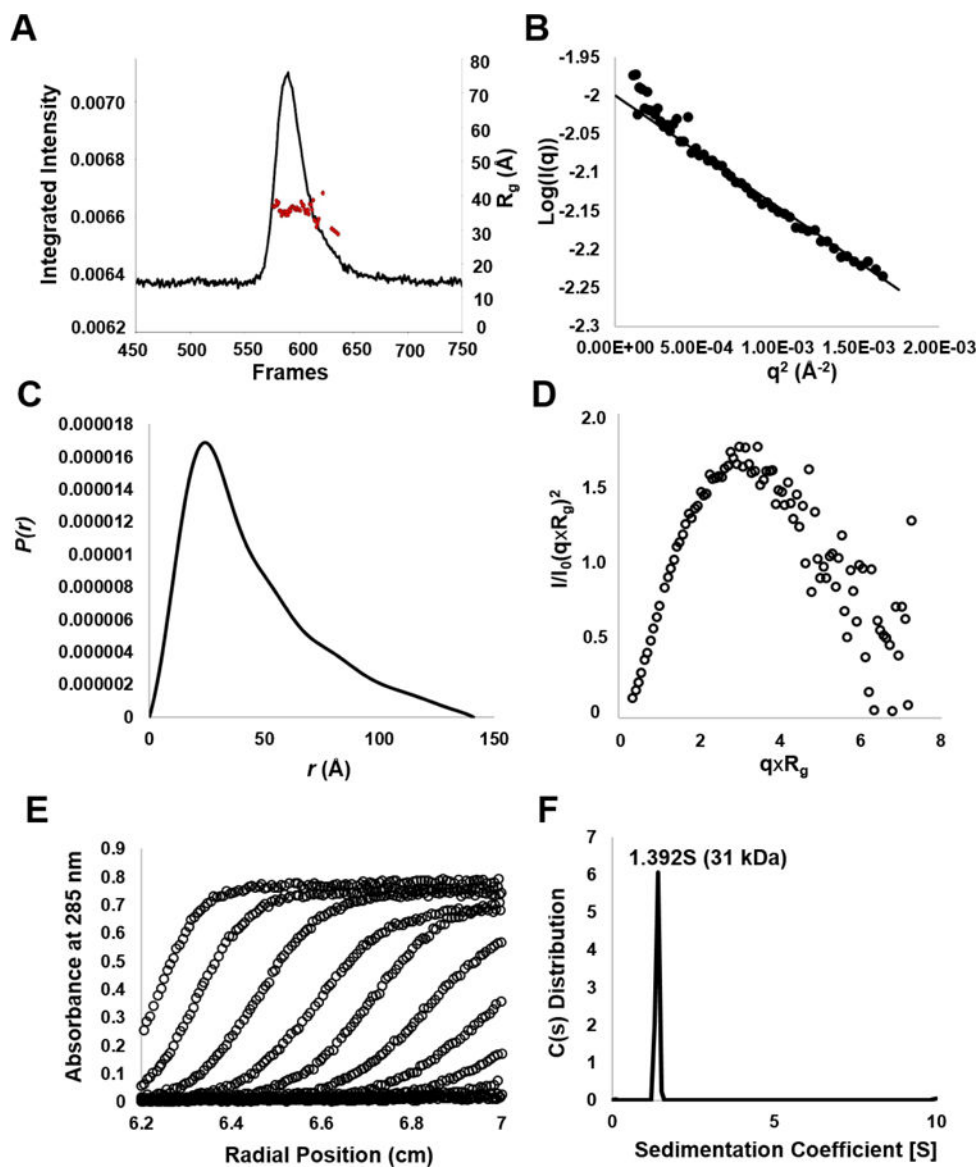 A
Integrated Intensity
0.0070
0.0068
0.0066
0.0064
0.0062
80
70
60
50
40
30
20
10
0
Rg (Å)
450 500 550 600 650 700 750
Frames
B
Log(I(q))
-1.95
-2
-2.05
-2.1
-2.15
-2.2
-2.25
-2.3
0.00E+00 5.00E-04 1.00E-03 1.50E-03 2.00E-03
q² (Å⁻²)
C
P(r)
0.000018
0.000016
0.000014
0.000012
0.00001
0.000008
0.000006
0.000004
0.000002
0
0 50 100 150
r (Å)
D
I/I₀(q×Rg)²
2.0
1.5
1.0
0.5
0
0 2 4 6 8
q×Rg
E
Absorbance at 285 nm
0.9
0.8
0.7
0.6
0.5
0.4
0.3
0.2
0.1
0
6.2 6.4 6.6 6.8 7
Radial Position (cm)
F
1.392S (31 kDa)
C(s) Distribution
7
6
5
4
3
2
1
0
0 5 10
Sedimentation Coefficient [S]